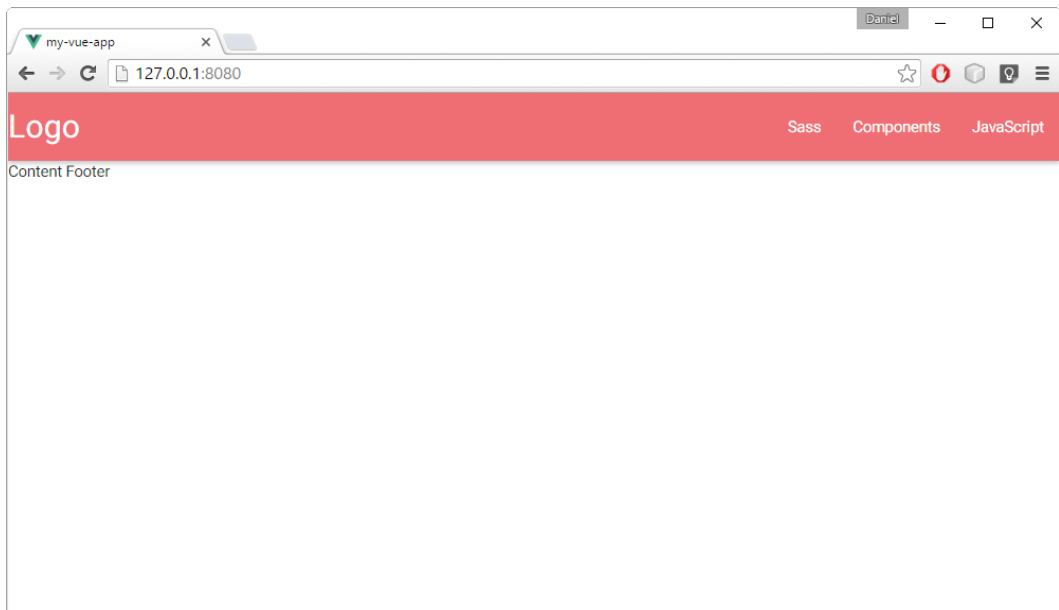 Daniel
my-vue-app
127.0.0.1:8080
Logo Sass Components JavaScript
Content Footer